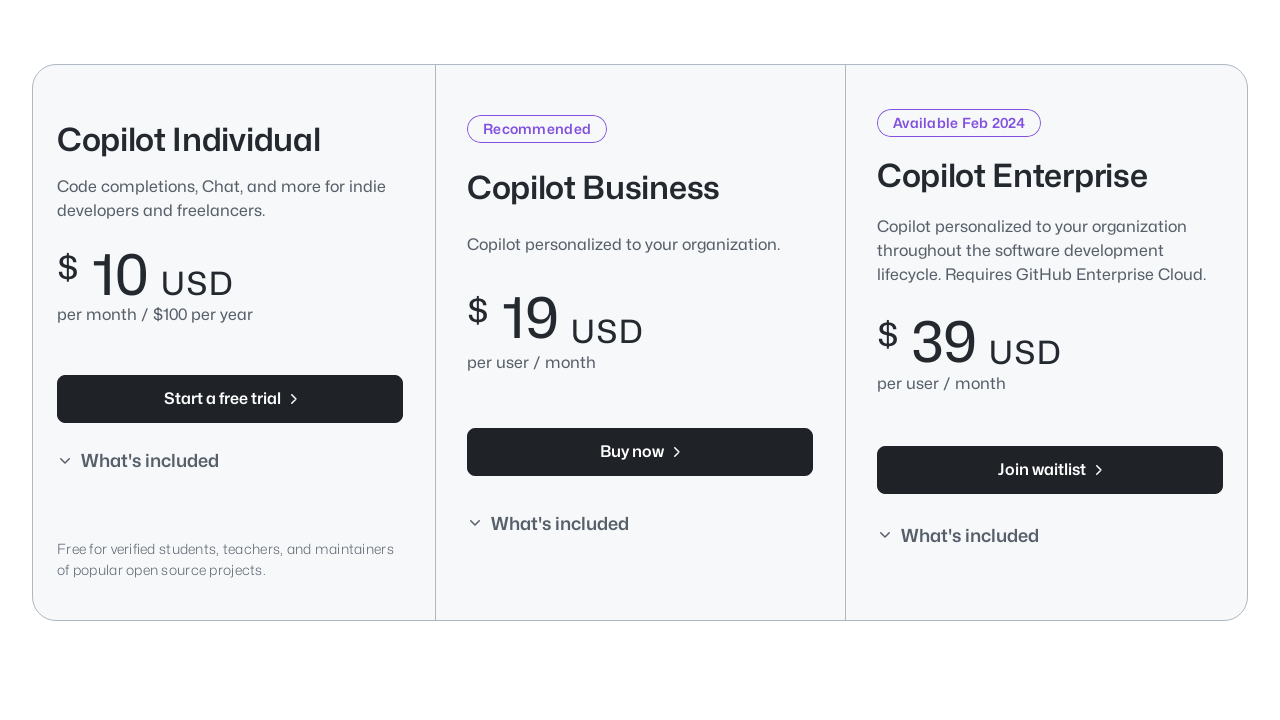 Copilot Individual
Code completions, Chat, and more for indie
developers and freelancers.
$ 10 USD
per month / $100 per year
Start a free trial
What's included
Free for verified students, teachers, and maintainers
of popular open source projects.
Recommended
Copilot Business
Copilot personalized to your organization.
$ 19 USD
per user / month
Buy now
What's included
Available Feb 2024
Copilot Enterprise
Copilot personalized to your organization
throughout the software development
lifecycle. Requires GitHub Enterprise Cloud.
$ 39 USD
per user / month
Join waitlist
What's included